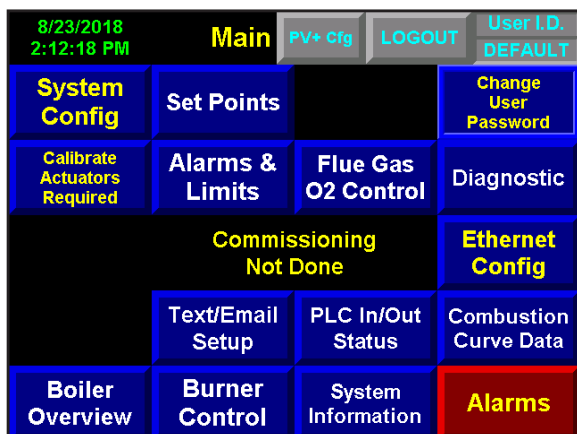 8/23/2018
2:12:18 PM
Main
PV+ Cfg
LOGOUT
User I.D.
DEFAULT
System
Config
Set Points
Change
User
Password
Calibrate
Actuators
Required
Alarms &
Limits
Flue Gas
O2 Control
Diagnostic
Commissioning
Not Done
Ethernet
Config
Text/Email
Setup
PLC In/Out
Status
Combustion
Curve Data
Boiler
Overview
Burner
Control
System
Information
Alarms